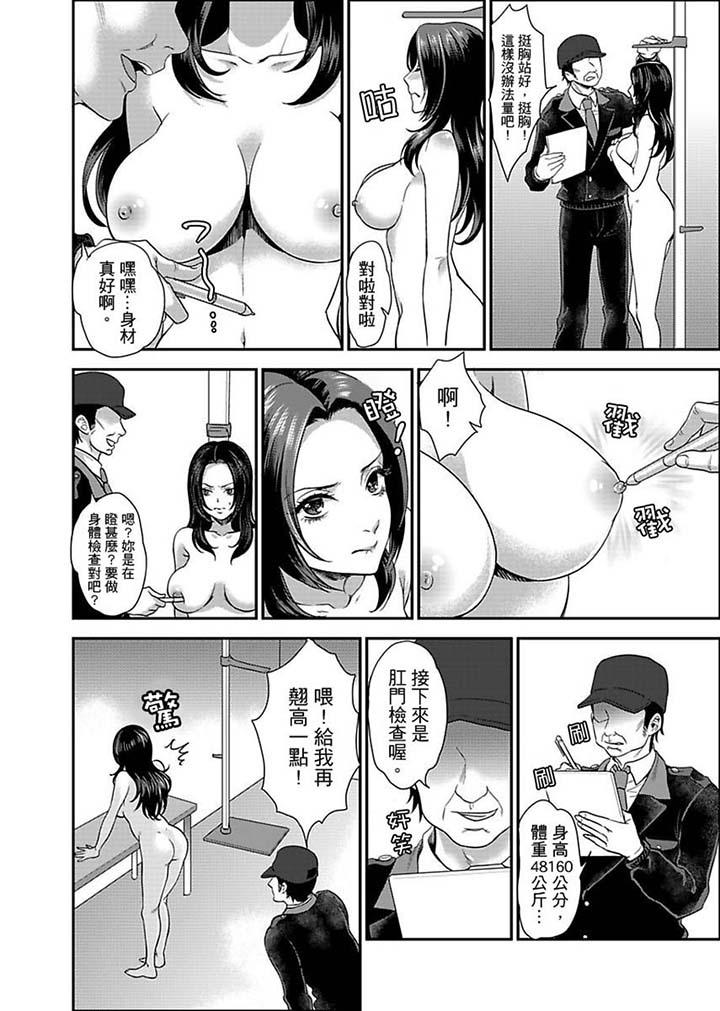 挺胸站好，挺胸！
這樣沒辦法量吧！
咕
對啦對啦
嘿嘿…身材
真好啊。
啊！
戳
戳
瞪！
嗯？妳是在
瞪甚麼？要做
身體檢查對吧？
刷
刷
身高160公分，
體重48公斤…
接下來是
肛門檢查喔。
奸笑
喂！給我再
翹高一點！
驚